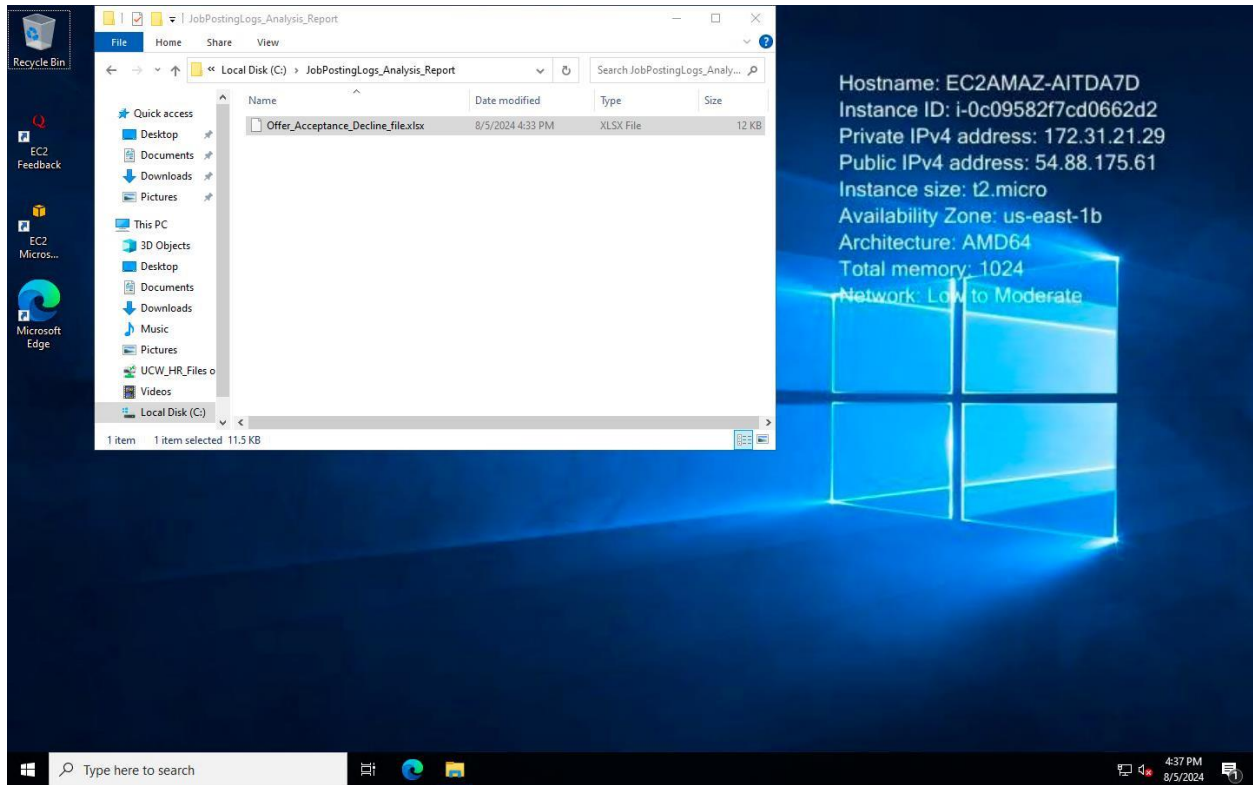 JobPostingLogs_Analysis_Report
File Home Share View
« Local Disk (C:) › JobPostingLogs_Analysis_Report
Search JobPostingLogs_Analy...
Name Date modified Type Size
Offer_Acceptance_Decline_file.xlsx 8/5/2024 4:33 PM XLSX File 12 KB
Quick access
Desktop
Documents
Downloads
Pictures
This PC
3D Objects
Desktop
Documents
Downloads
Music
Pictures
UCW_HR_Files o
Videos
Local Disk (C:)
1 item 1 item selected 11.5 KB
Recycle Bin
EC2
Feedback
EC2
Micros...
Microsoft
Edge
Hostname: EC2AMAZ-AITDA7D
Instance ID: i-0c09582f7cd0662d2
Private IPv4 address: 172.31.21.29
Public IPv4 address: 54.88.175.61
Instance size: t2.micro
Availability Zone: us-east-1b
Architecture: AMD64
Total memory: 1024
Network: Low to Moderate
Type here to search
4:37 PM
8/5/2024
1